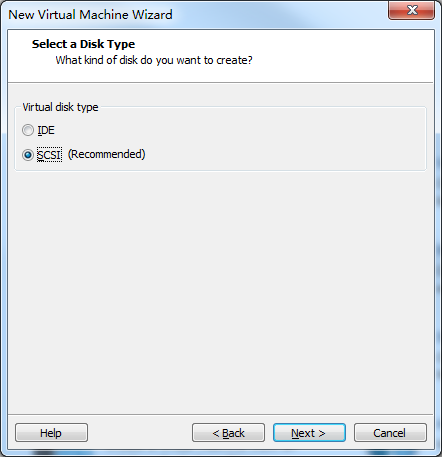 New Virtual Machine Wizard
Select a Disk Type
What kind of disk do you want to create?
Virtual disk type
IDE
SCSI (Recommended)
Help
< Back
Next >
Cancel